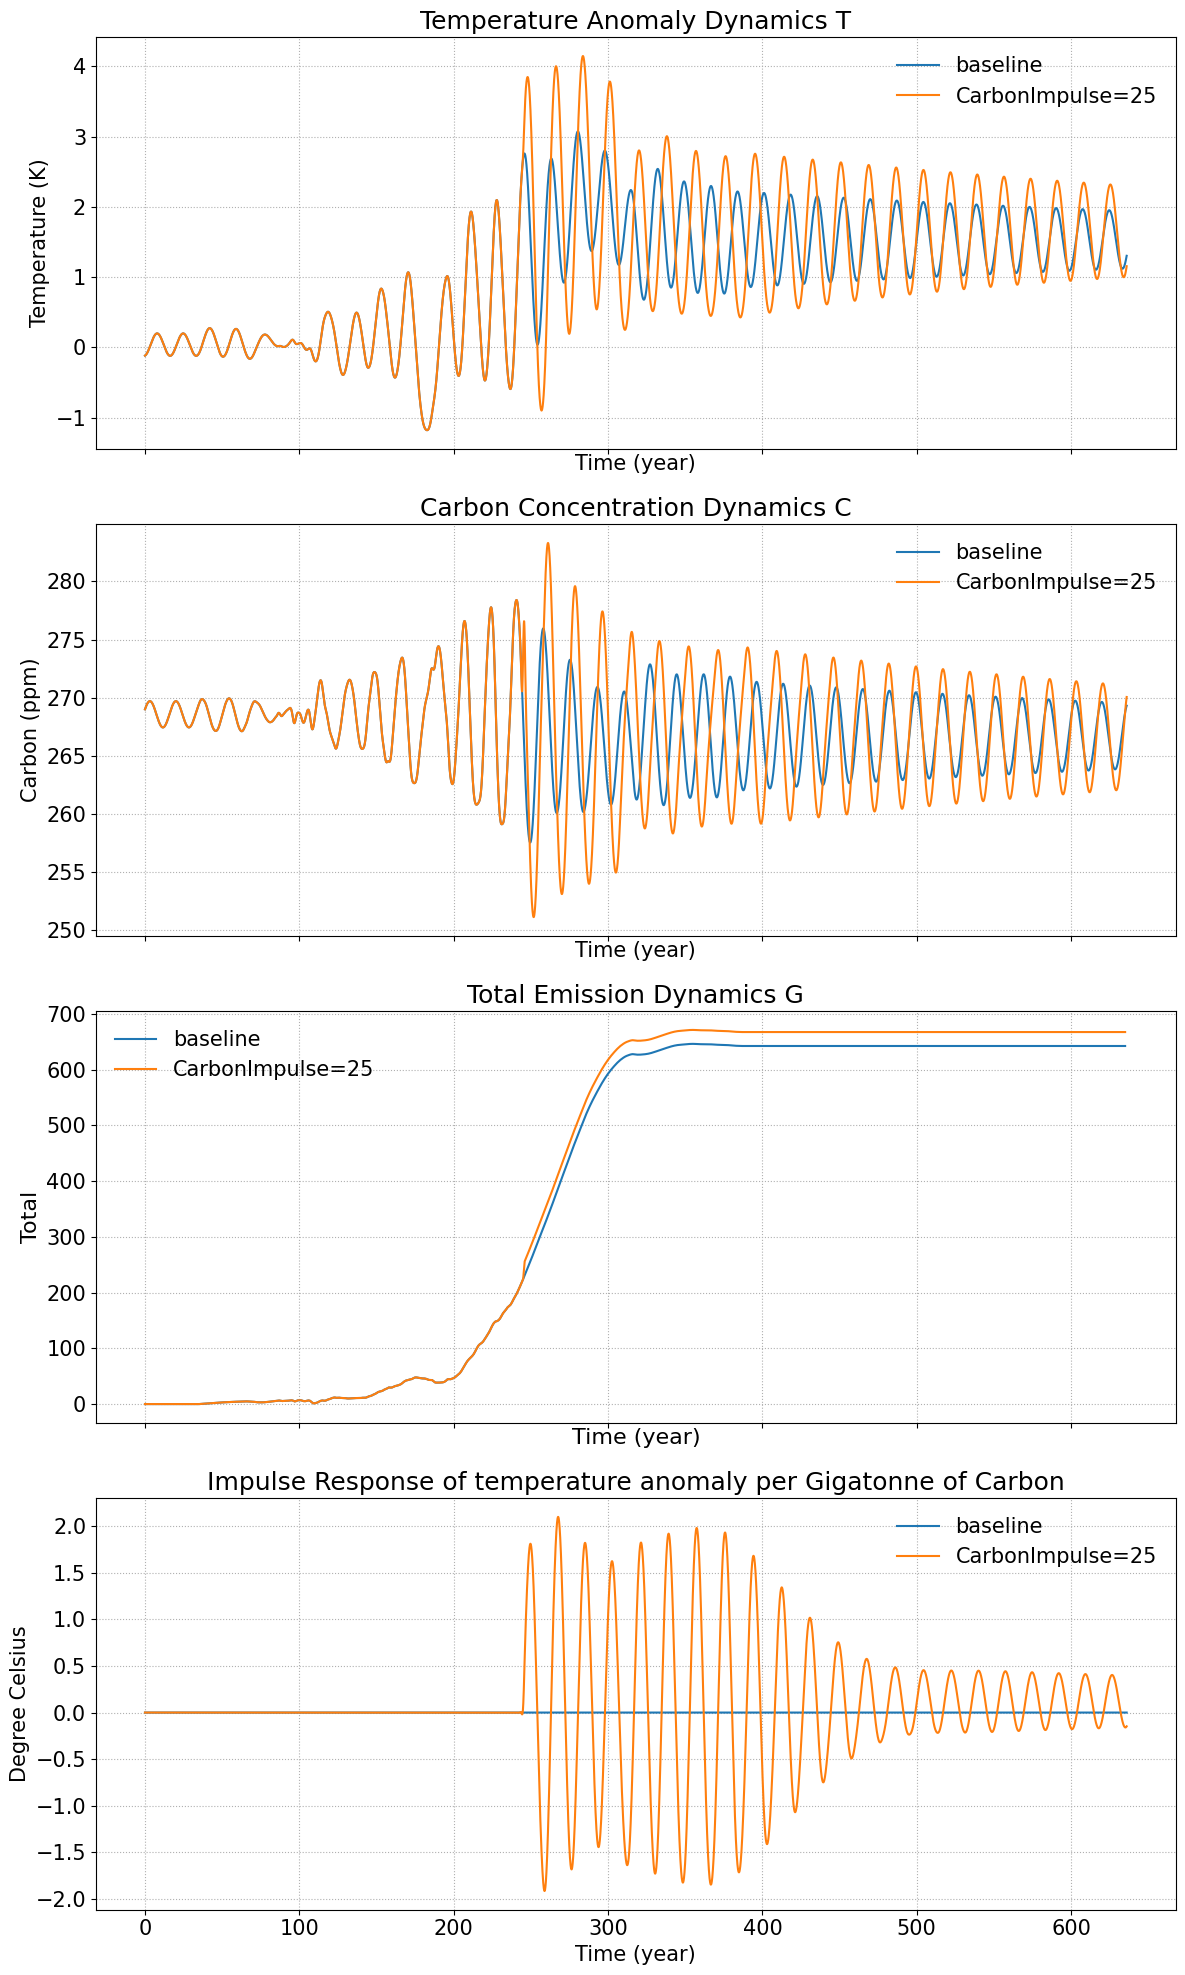 Temperature Anomaly Dynamics T
baseline
CarbonImpulse=25
4
3
2
1
0
−1
Temperature (K)
Time (year)
Carbon Concentration Dynamics C
baseline
CarbonImpulse=25
280
275
270
265
260
255
250
Carbon (ppm)
Time (year)
Total Emission Dynamics G
baseline
CarbonImpulse=25
700
600
500
400
300
200
100
0
Total
Time (year)
Impulse Response of temperature anomaly per Gigatonne of Carbon
baseline
CarbonImpulse=25
2.0
1.5
1.0
0.5
0.0
−0.5
−1.0
−1.5
−2.0
Degree Celsius
0 100 200 300 400 500 600
Time (year)